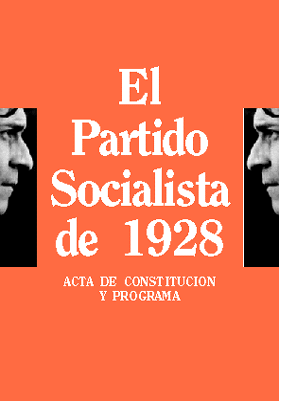 El
Partido
Socialista
de 1928
ACTA DE CONSTITUCION
Y PROGRAMA